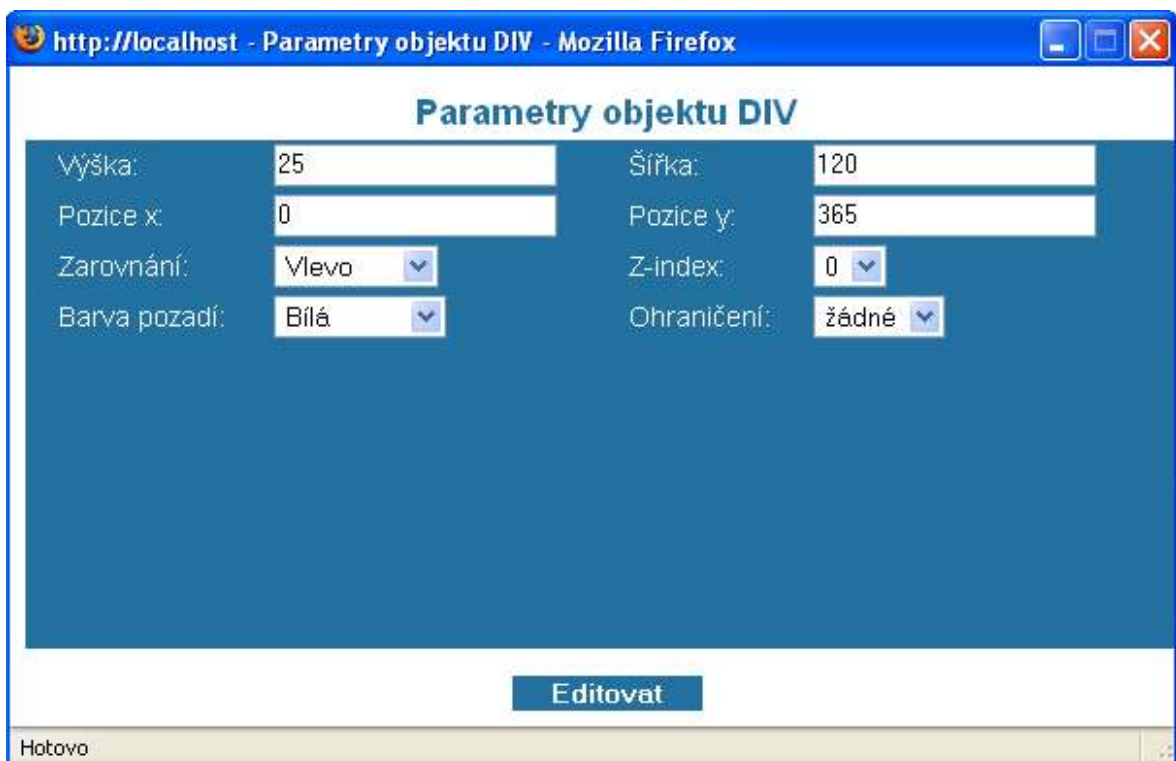 http://localhost - Parametry objektu DIV - Mozilla Firefox
Parametry objektu DIV
Výška: 25 Šířka: 120
Pozice x: 0 Pozice y: 365
Zarovnání: Vlevo Z-index: 0
Barva pozadí: Bílá Ohraničení: žádné
Editovat
Hotovo